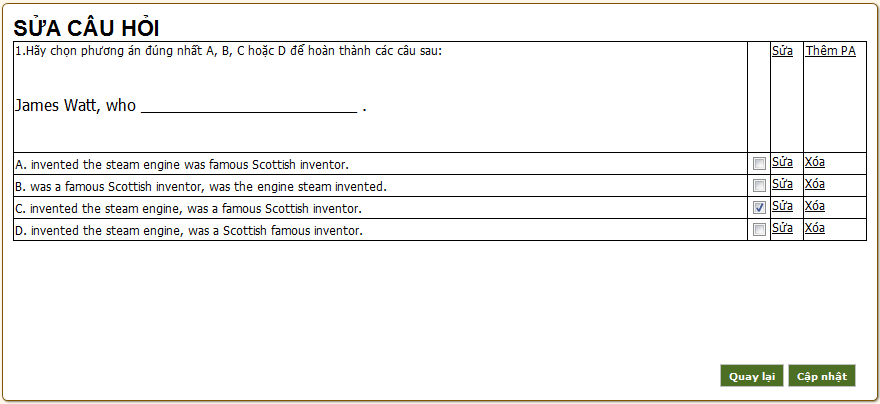 SỬA CÂU HỎI
1.Hãy chọn phương án đúng nhất A, B, C hoặc D để hoàn thành các câu sau: Sửa Thêm PA
James Watt, who ___________________________ .
A. invented the steam engine was famous Scottish inventor. Sửa Xóa
B. was a famous Scottish inventor, was the engine steam invented. Sửa Xóa
C. invented the steam engine, was a famous Scottish inventor. Sửa Xóa
D. invented the steam engine, was a Scottish famous inventor. Sửa Xóa
Quay lại Cập nhật